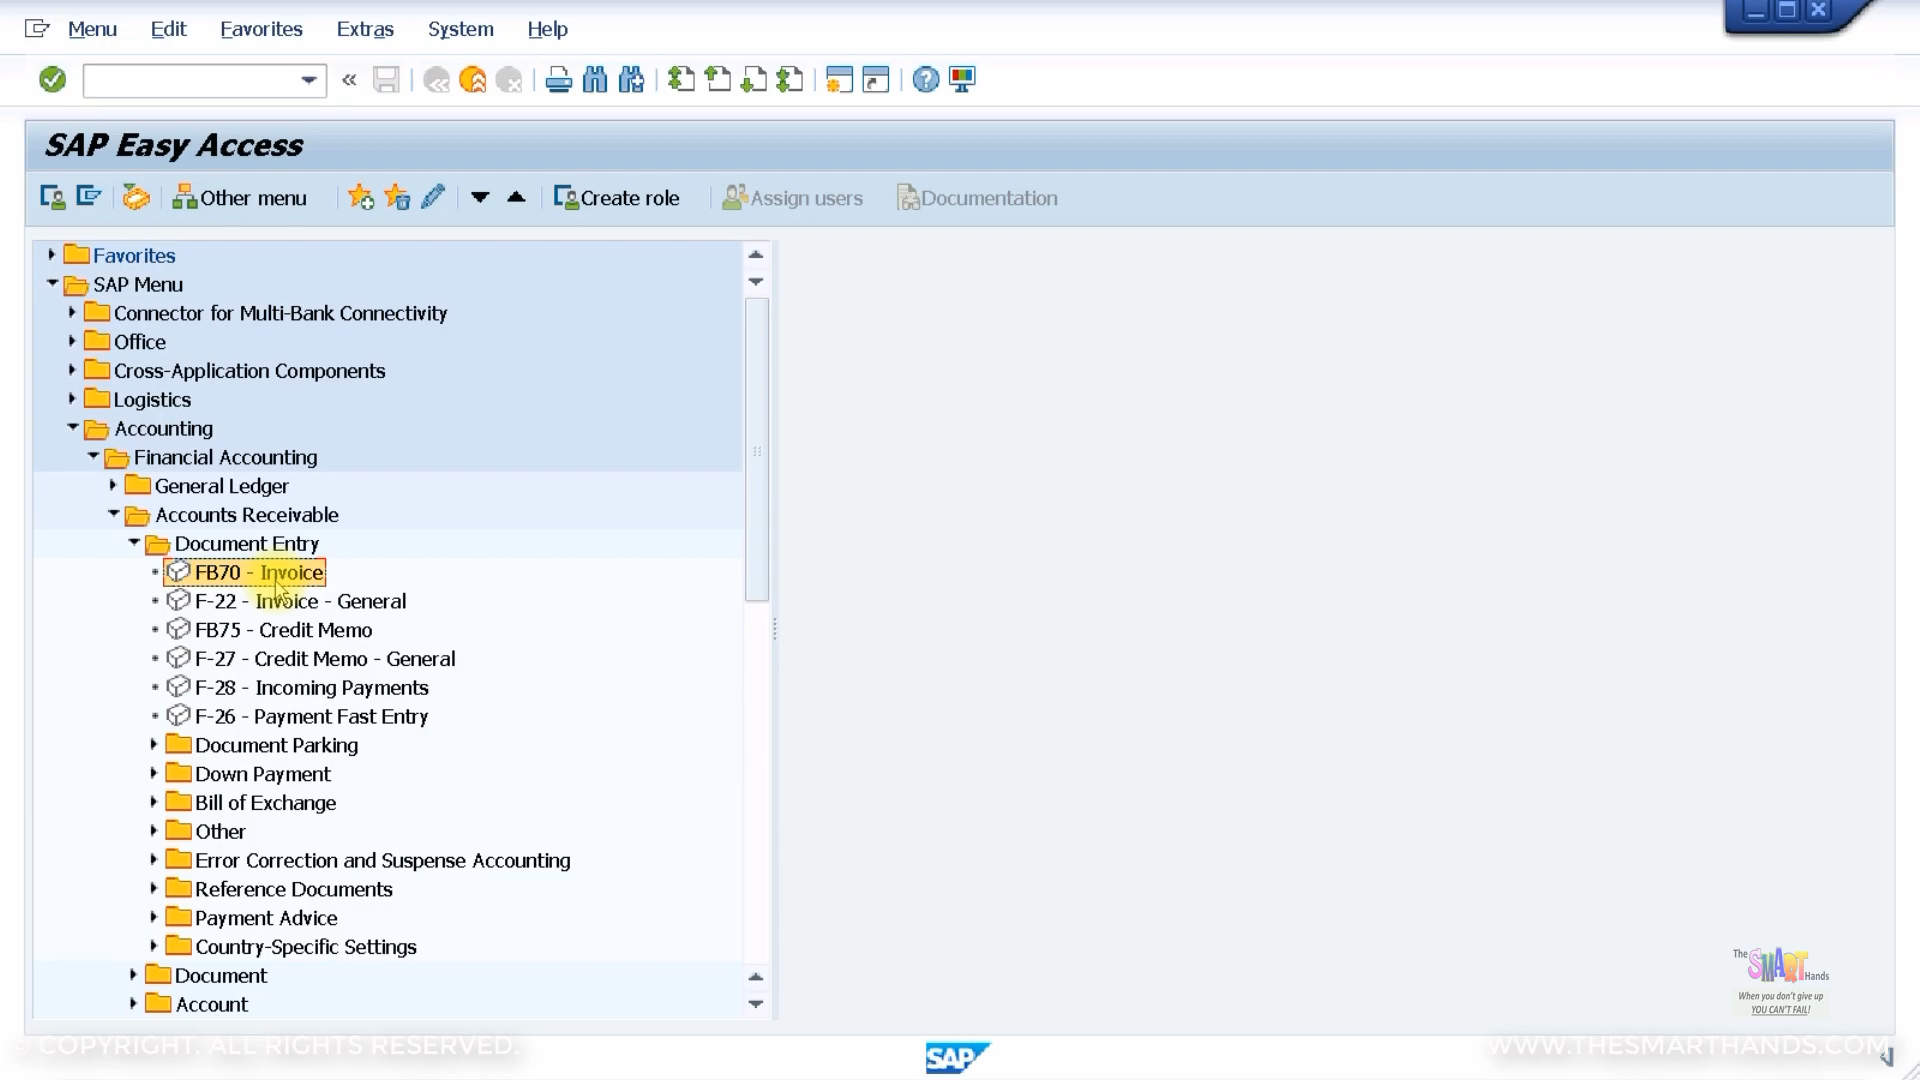 Menu Edit Favorites Extras System Help
SAP Easy Access
Other menu Create role Assign users Documentation
Favorites
SAP Menu
Connector for Multi-Bank Connectivity
Office
Cross-Application Components
Logistics
Accounting
Financial Accounting
General Ledger
Accounts Receivable
Document Entry
FB70 - Invoice
F-22 - Invoice - General
FB75 - Credit Memo
F-27 - Credit Memo - General
F-28 - Incoming Payments
F-26 - Payment Fast Entry
Document Parking
Down Payment
Bill of Exchange
Other
Error Correction and Suspense Accounting
Reference Documents
Payment Advice
Country-Specific Settings
Document
Account
The SMART Hands
When you don't give up
YOU CAN'T FAIL!
© COPYRIGHT. ALL RIGHTS RESERVED.
SAP
WWW.THESMARTHANDS.COM